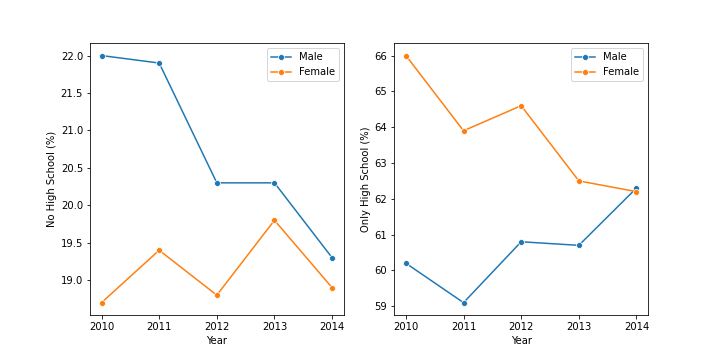 No High School (%)
22.0
21.5
21.0
20.5
20.0
19.5
19.0
2010 2011 2012 2013 2014
Year
Male
Female
Only High School (%)
66
65
64
63
62
61
60
59
2010 2011 2012 2013 2014
Year
Male
Female